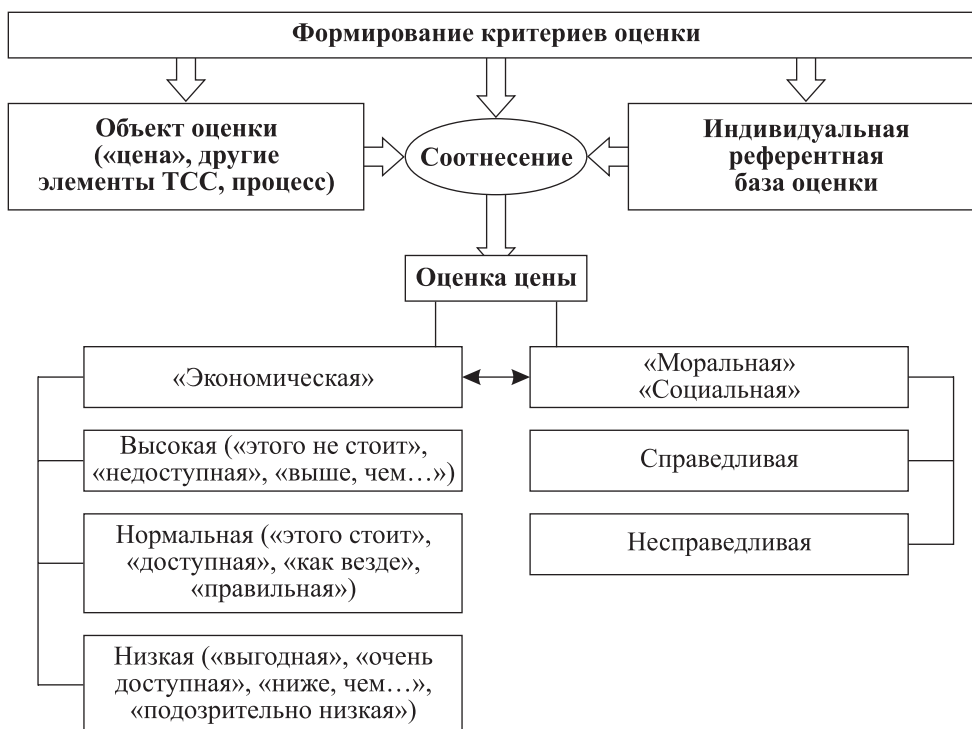 Формирование критериев оценки
Объект оценки
(«цена», другие
элементы ТСС, процесс)
Соотнесение
Индивидуальная
референтная
база оценки
Оценка цены
«Экономическая»
«Моральная»
«Социальная»
Высокая («этого не стоит»,
«недоступная», «выше, чем…»)
Справедливая
Нормальная («этого стоит»,
«доступная», «как везде»,
«правильная»)
Несправедливая
Низкая («выгодная», «очень
доступная», «ниже, чем…»,
«подозрительно низкая»)